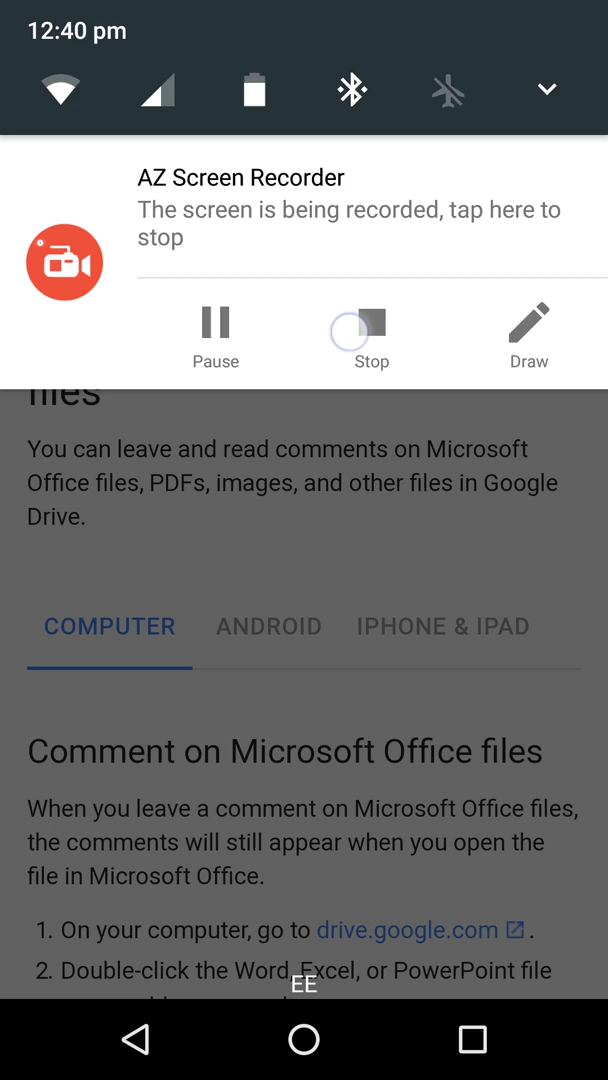 12:40 pm
AZ Screen Recorder
The screen is being recorded, tap here to
stop
Pause
Stop
Draw
files
You can leave and read comments on Microsoft
Office files, PDFs, images, and other files in Google
Drive.
COMPUTER
ANDROID
IPHONE & IPAD
Comment on Microsoft Office files
When you leave a comment on Microsoft Office files,
the comments will still appear when you open the
file in Microsoft Office.
1. On your computer, go to drive.google.com.
2. Double-click the Word, Excel, or PowerPoint file
EE